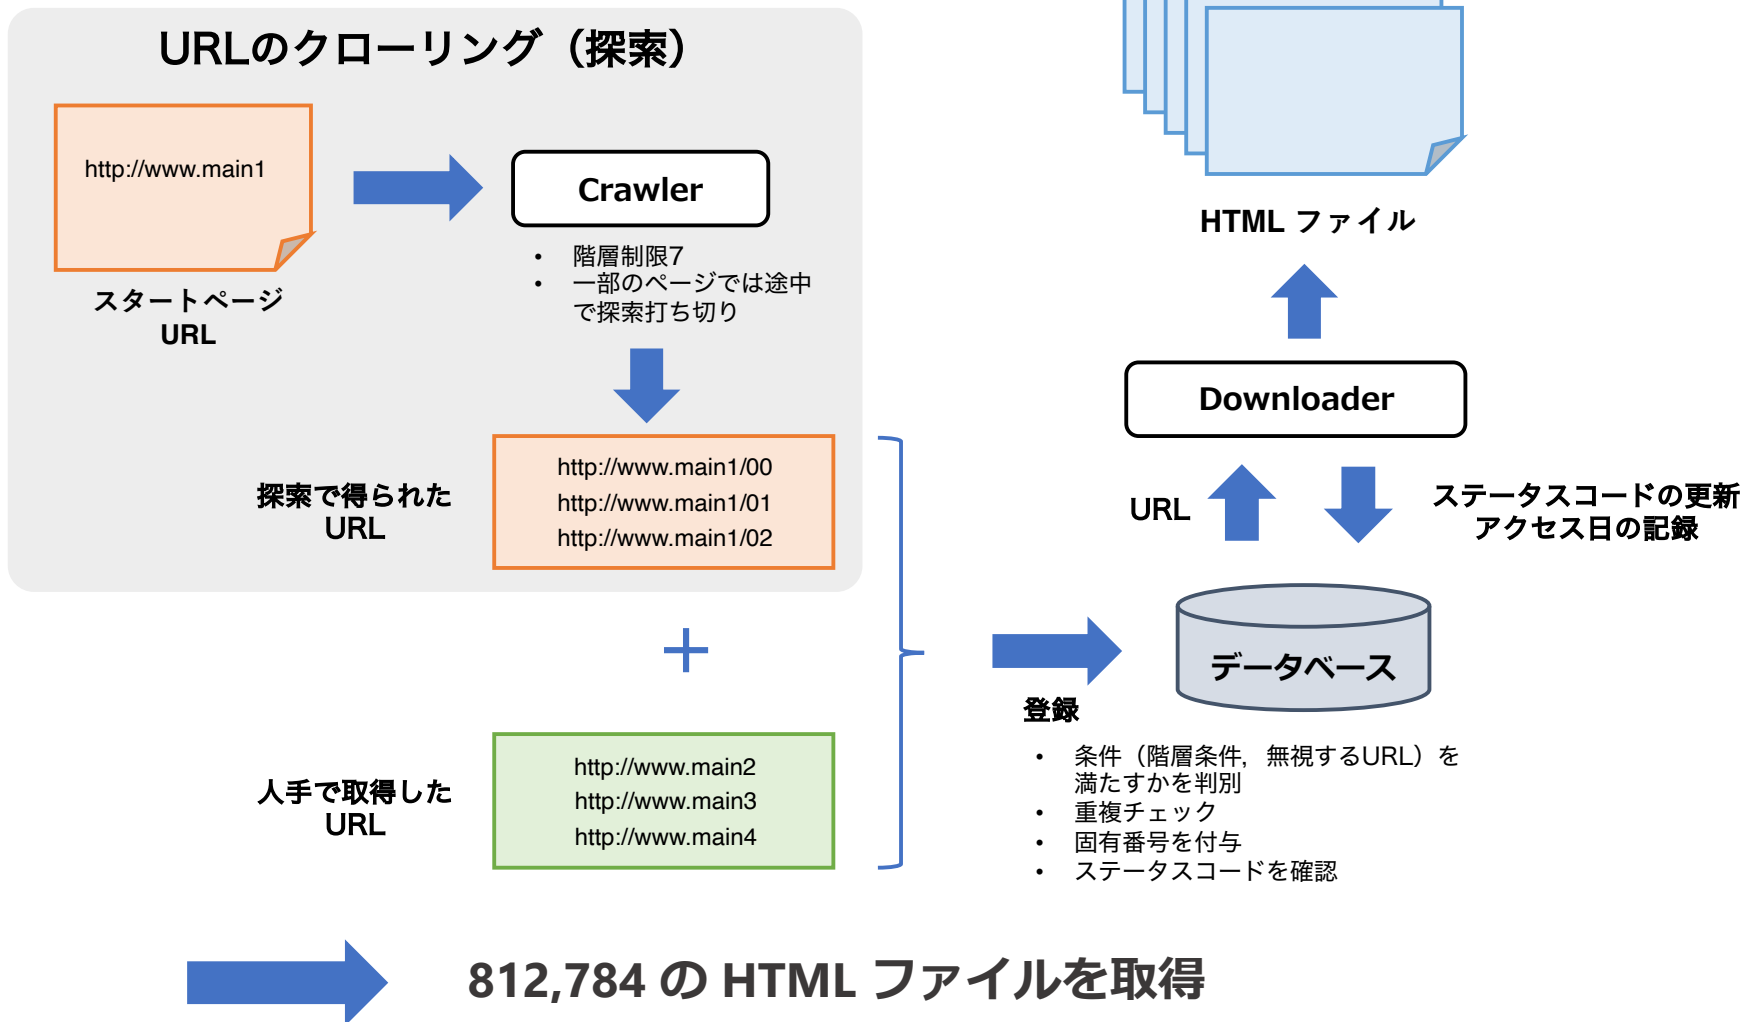 URLのクローリング（探索）
http://www.main1
スタートページ
URL
Crawler
• 階層制限7
• 一部のページでは途中
で探索打ち切り
探索で得られた
URL
http://www.main1/00
http://www.main1/01
http://www.main1/02
+
人手で取得した
URL
http://www.main2
http://www.main3
http://www.main4
登録
• 条件（階層条件，無視するURL）を
満たすかを判別
• 重複チェック
• 固有番号を付与
• ステータスコードを確認
データベース
URL
ステータスコードの更新
アクセス日の記録
Downloader
HTML ファイル
812,784 の HTML ファイルを取得